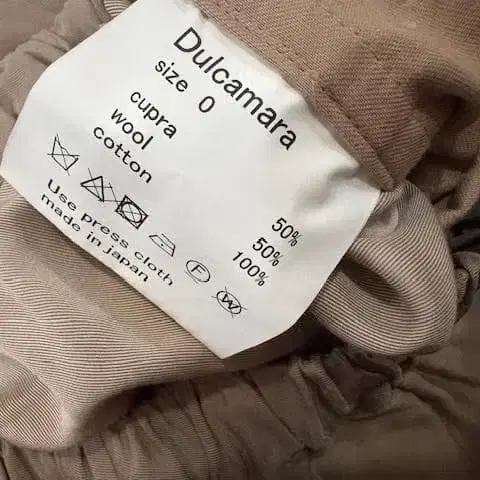 Dulcamara
size 0
cupra 50%
wool 50%
cotton 100%
F W
Use press cloth
made in japan